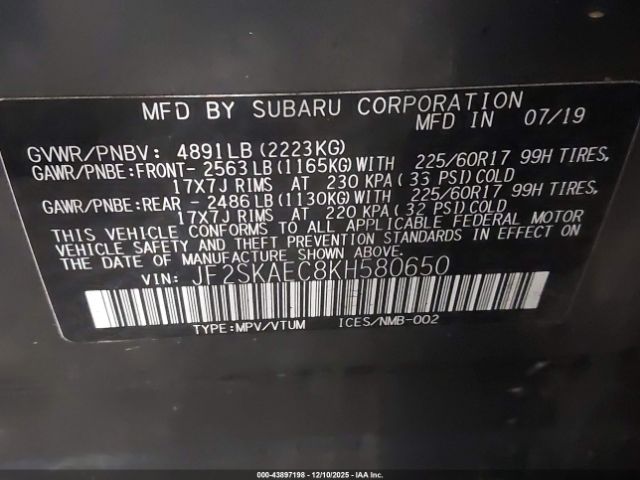 MFD BY SUBARU CORPORATION
MFD IN 07/19
GVWR/PNBV: 4891LB (2223KG)
GAWR/PNBE:FRONT- 2563LB(1165KG)WITH 225/60R17 99H TIRES,
17X7J RIMS AT 230 KPA (33 PSI)COLD
GAWR/PNBE:REAR - 2486LB(1130KG)WITH 225/60R17 99H TIRES,
17X7J RIMS AT 220 KPA (32 PSI)COLD
THIS VEHICLE CONFORMS TO ALL APPLICABLE FEDERAL MOTOR
VEHICLE SAFETY AND THEFT PREVENTION STANDARDS IN EFFECT ON
THE DATE OF MANUFACTURE SHOWN ABOVE.
VIN: JF2SKAEC8KH580650
TYPE:MPV/VTUM ICES/NMB-002
000-43897198 - 12/10/2025 - IAA Inc.